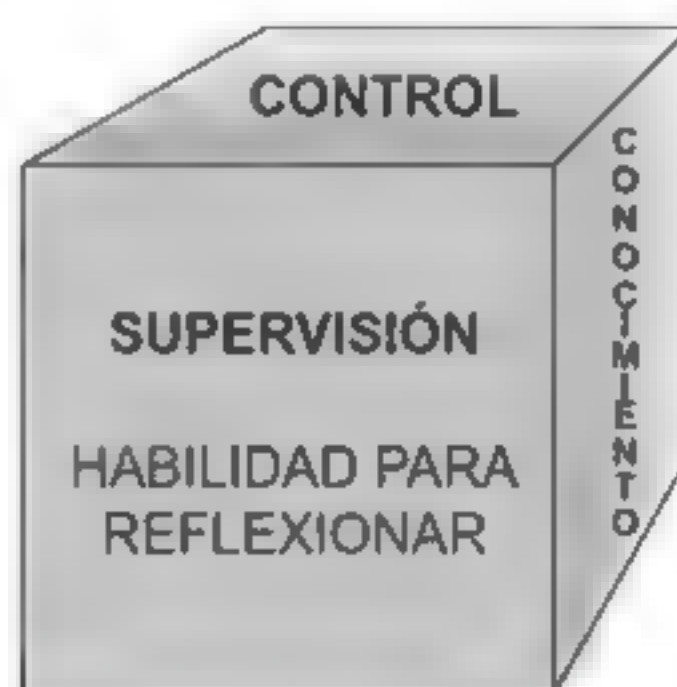 CONTROL
SUPERVISIÓN
HABILIDAD PARA
REFLEXIONAR
CONOCIMIENTO